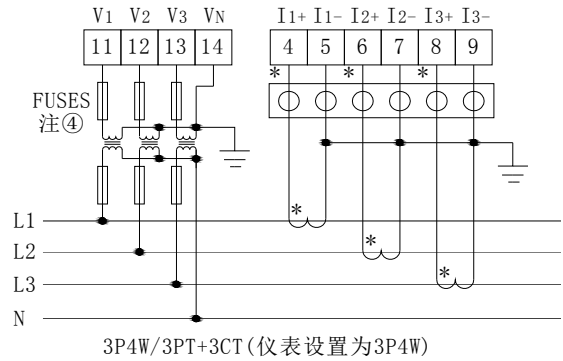 V1 V2 V3 VN I1+ I1- I2+ I2- I3+ I3-
11 12 13 14 4 5 6 7 8 9
* * *
FUSES
注④
L1 *
L2 *
L3 *
N
3P4W/3PT+3CT(仪表设置为3P4W)